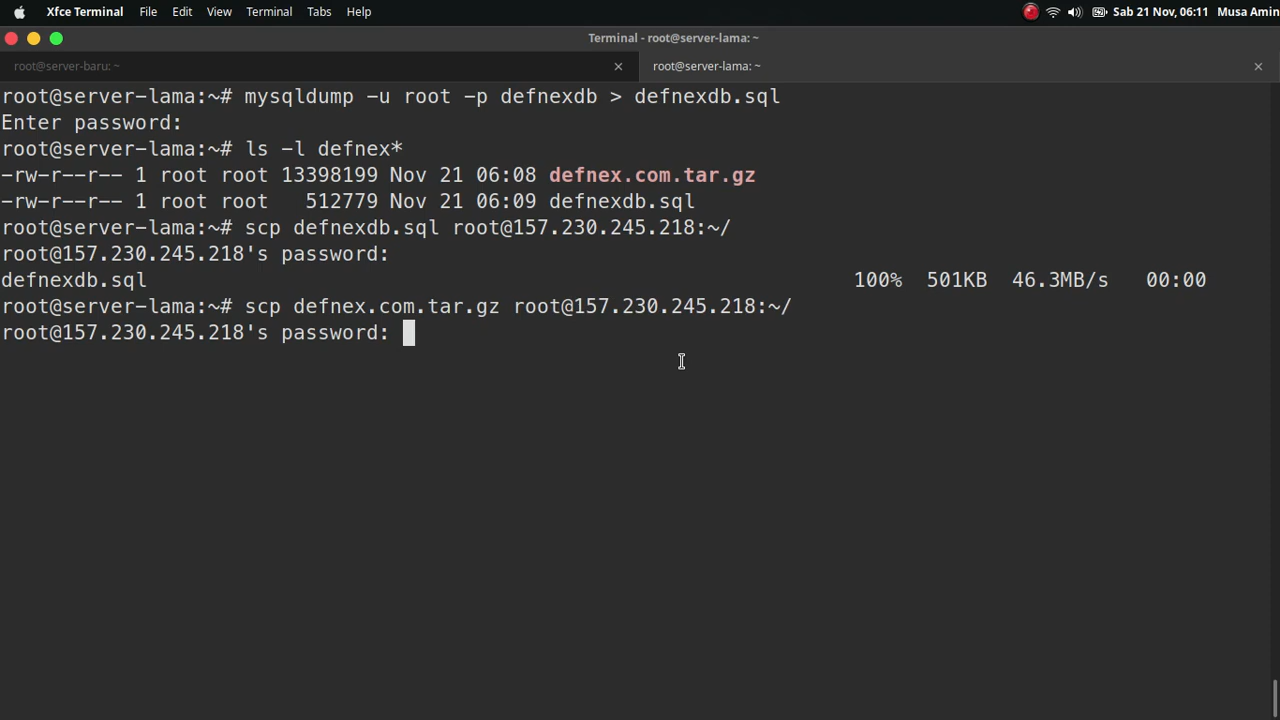 Xfce Terminal File Edit View Terminal Tabs Help Sab 21 Nov, 06:11 Musa Amin
Terminal - root@server-lama: ~
root@server-baru: ~ × root@server-lama: ~ ×
root@server-lama:~# mysqldump -u root -p defnexdb > defnexdb.sql
Enter password:
root@server-lama:~# ls -l defnex*
-rw-r--r-- 1 root root 13398199 Nov 21 06:08 defnex.com.tar.gz
-rw-r--r-- 1 root root   512779 Nov 21 06:09 defnexdb.sql
root@server-lama:~# scp defnexdb.sql root@157.230.245.218:~/
root@157.230.245.218's password:
defnexdb.sql 100% 501KB 46.3MB/s 00:00
root@server-lama:~# scp defnex.com.tar.gz root@157.230.245.218:~/
root@157.230.245.218's password: